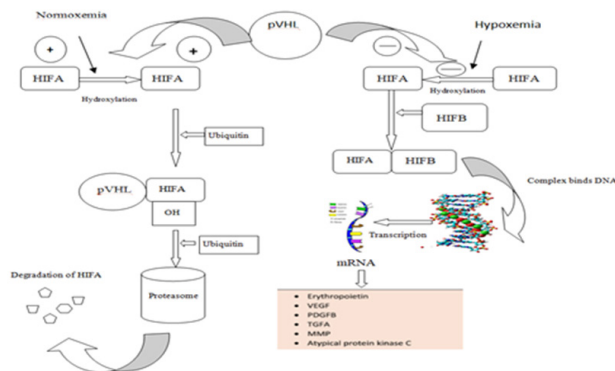 Normoxemia
pVHL
Hypoxemia
+
+
—
—
HIFA
HIFA
Hydroxylation
HIFA
HIFA
Hydroxylation
HIFB
Ubiquitin
HIFA
HIFB
Complex binds DNA
pVHL
HIFA
OH
Transcription
mRNA
Ubiquitin
Degradation of HIFA
Proteasome
• Erythropoietin
• VEGF
• PDGFB
• TGFA
• MMP
• Atypical protein kinase C